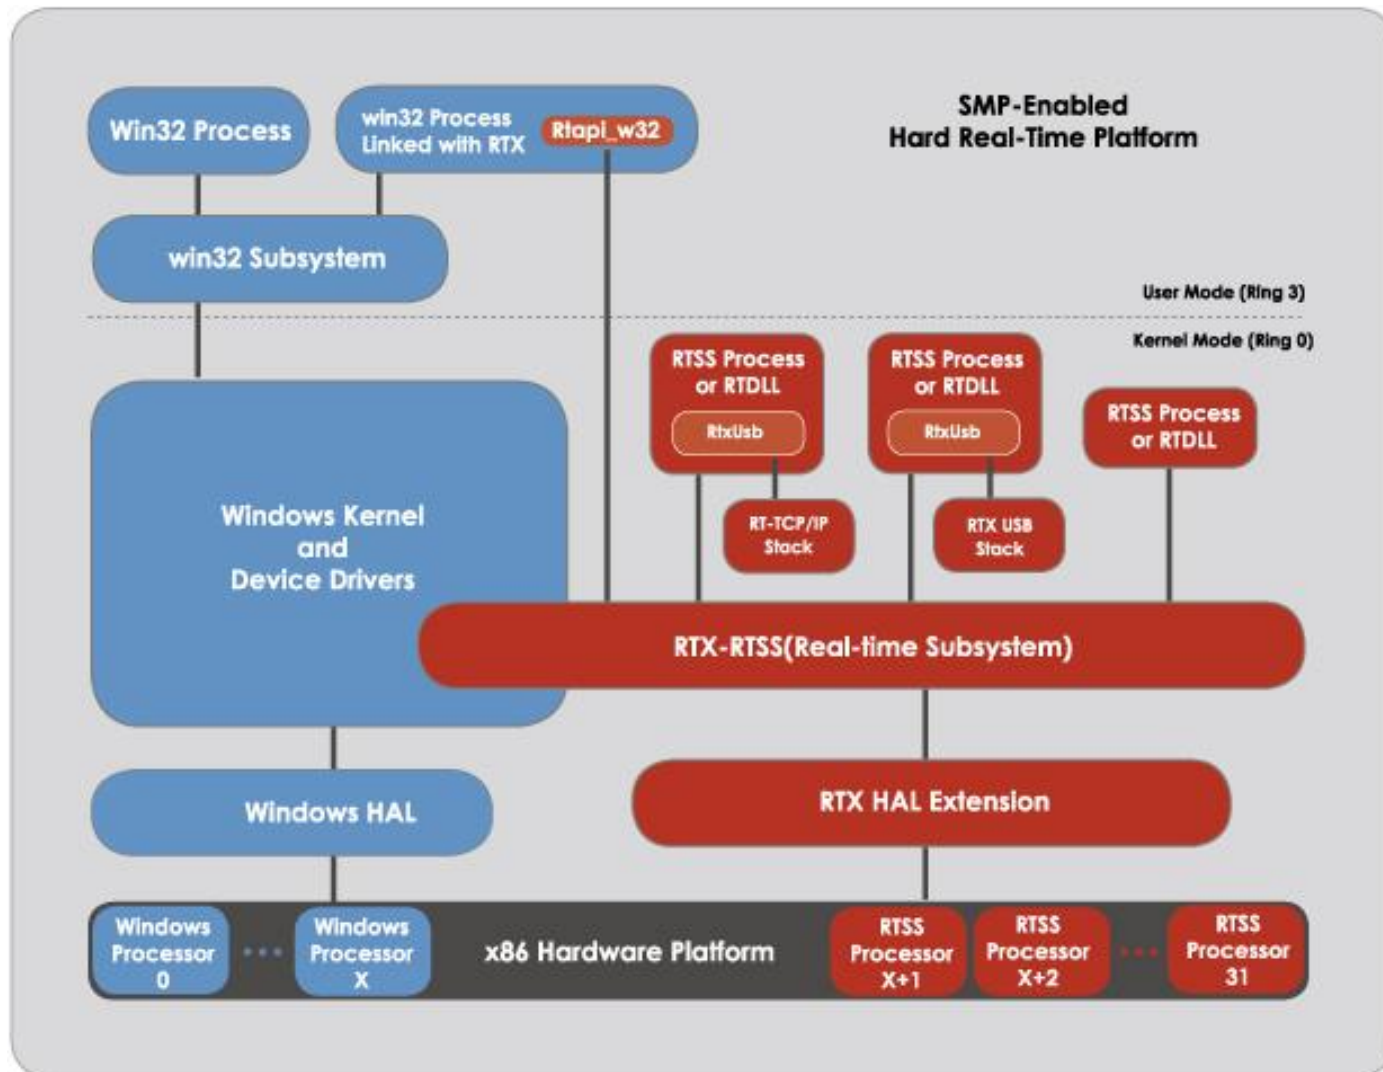 SMP-Enabled
Hard Real-Time Platform
Win32 Process
win32 Process
Linked with RTX
Rtapi_w32
win32 Subsystem
User Mode (Ring 3)
Kernel Mode (Ring 0)
RTSS Process
or RTDLL
RtxUsb
RTSS Process
or RTDLL
RtxUsb
RTSS Process
or RTDLL
RT-TCP/IP
Stack
RTX USB
Stack
Windows Kernel
and
Device Drivers
RTX-RTSS(Real-time Subsystem)
Windows HAL
RTX HAL Extension
Windows
Processor
0
Windows
Processor
X
x86 Hardware Platform
RTSS
Processor
X+1
RTSS
Processor
X+2
RTSS
Processor
31